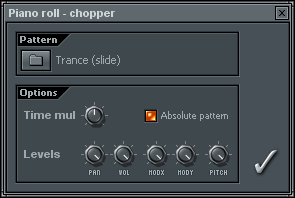 Piano roll - chopper
Pattern
Trance (slide)
Options
Time mul
Absolute pattern
Levels
PAN VOL MODX MODY PITCH